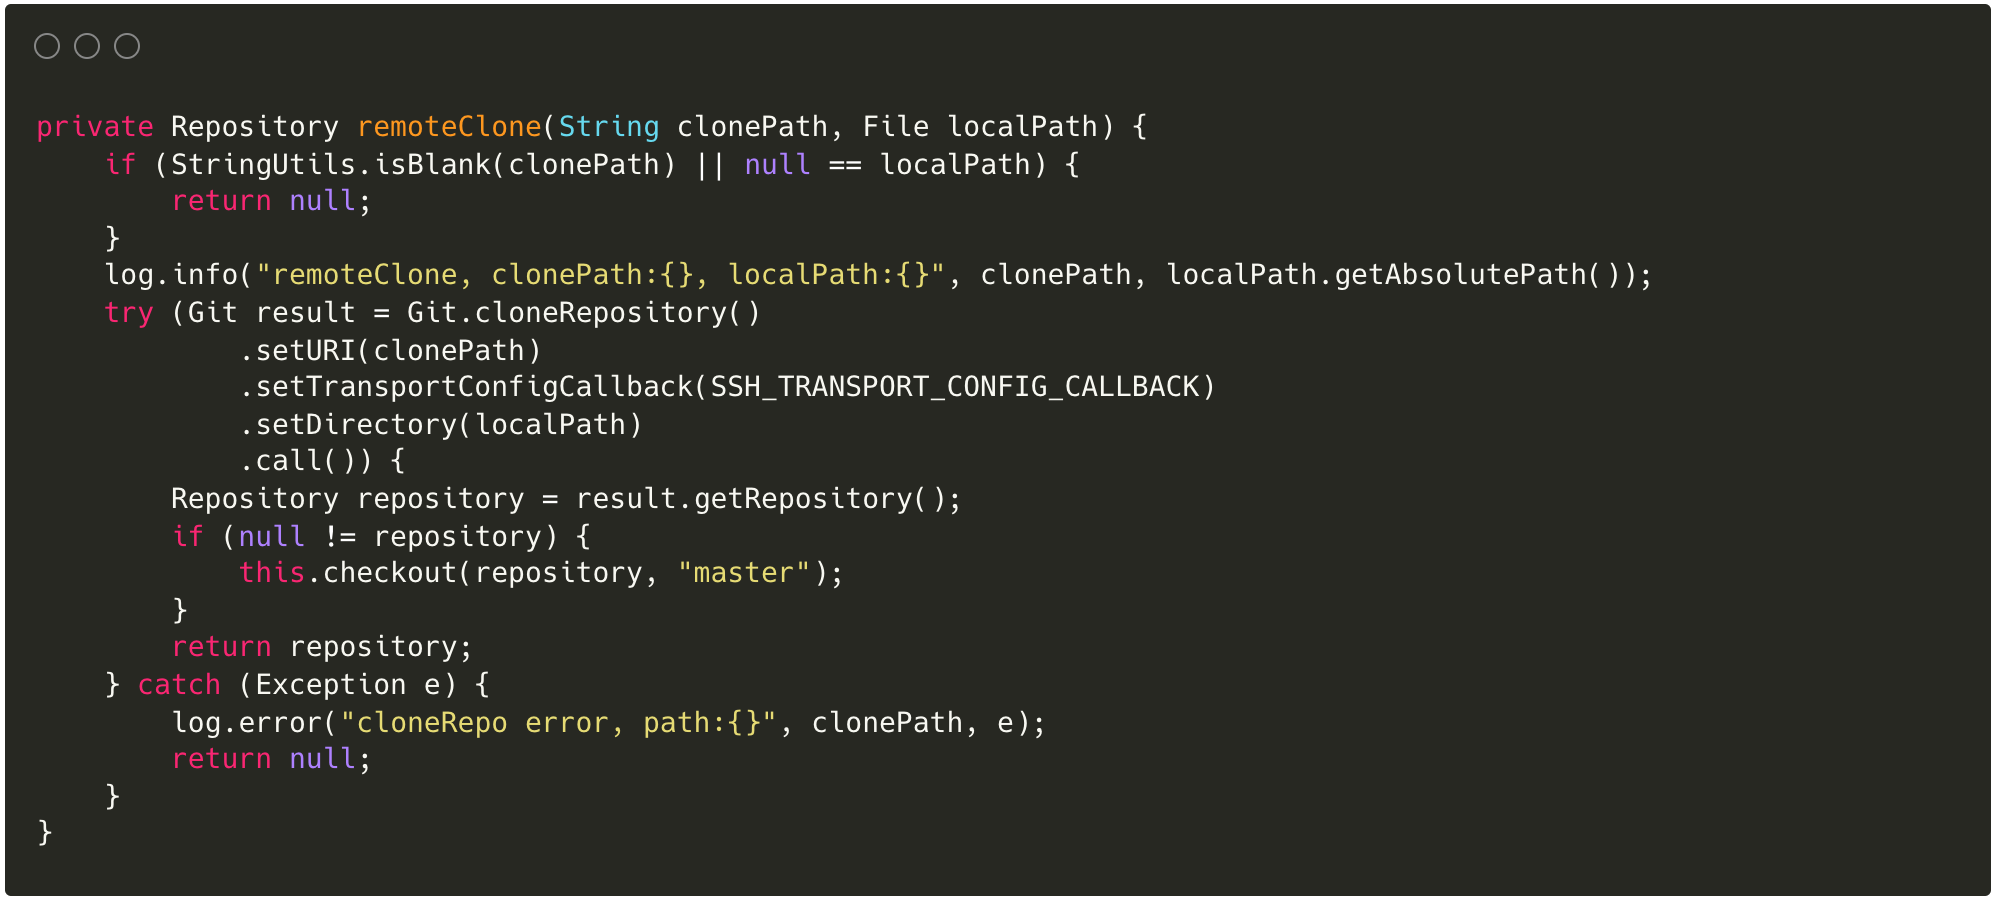 private Repository remoteClone(String clonePath, File localPath) {
    if (StringUtils.isBlank(clonePath) || null == localPath) {
        return null;
    }
    log.info("remoteClone, clonePath:{}, localPath:{}", clonePath, localPath.getAbsolutePath());
    try (Git result = Git.cloneRepository()
            .setURI(clonePath)
            .setTransportConfigCallback(SSH_TRANSPORT_CONFIG_CALLBACK)
            .setDirectory(localPath)
            .call()) {
        Repository repository = result.getRepository();
        if (null != repository) {
            this.checkout(repository, "master");
        }
        return repository;
    } catch (Exception e) {
        log.error("cloneRepo error, path:{}", clonePath, e);
        return null;
    }
}